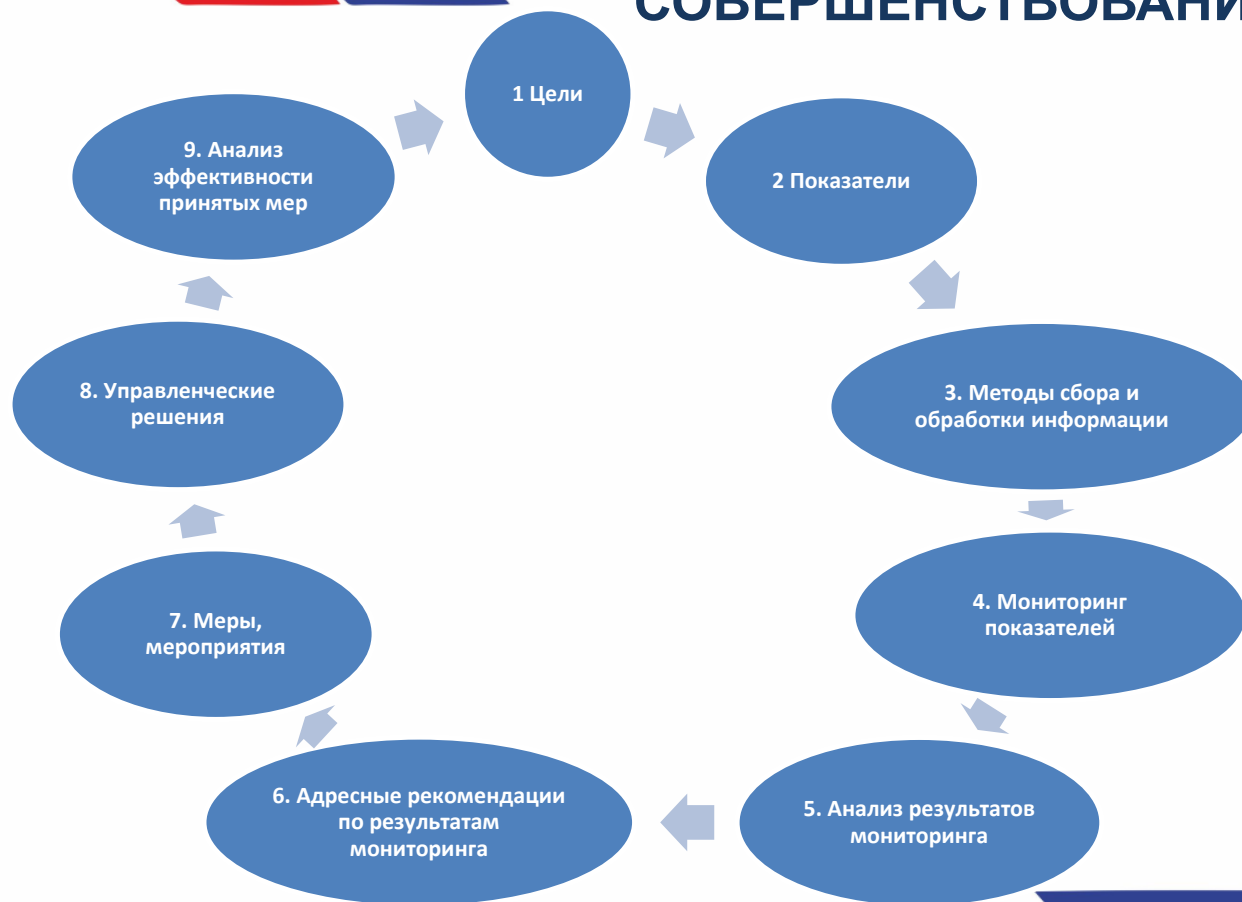 СОВЕРШЕНСТВОВАНИ
1 Цели
2 Показатели
3. Методы сбора и
обработки информации
4. Мониторинг
показателей
5. Анализ результатов
мониторинга
6. Адресные рекомендации
по результатам
мониторинга
7. Меры,
мероприятия
8. Управленческие
решения
9. Анализ
эффективности
принятых мер